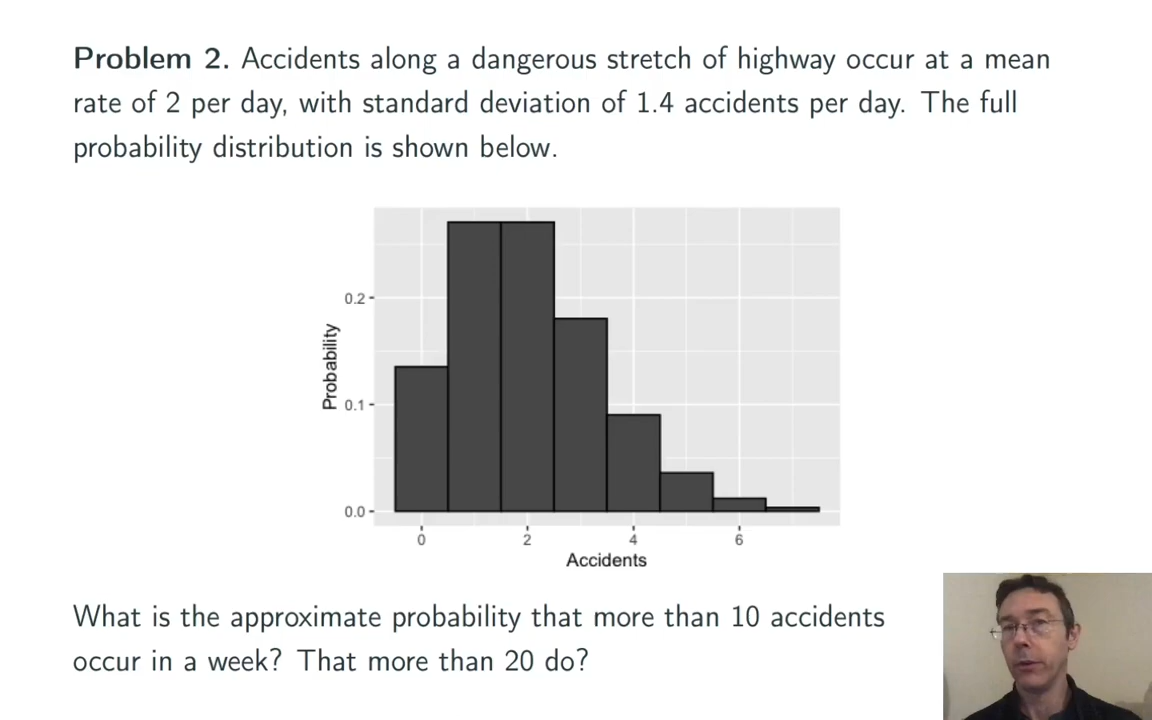 Problem 2. Accidents along a dangerous stretch of highway occur at a mean
rate of 2 per day, with standard deviation of 1.4 accidents per day. The full
probability distribution is shown below.
0.2
0.1
0.0
Probability
0 2 4 6
Accidents
What is the approximate probability that more than 10 accidents
occur in a week? That more than 20 do?